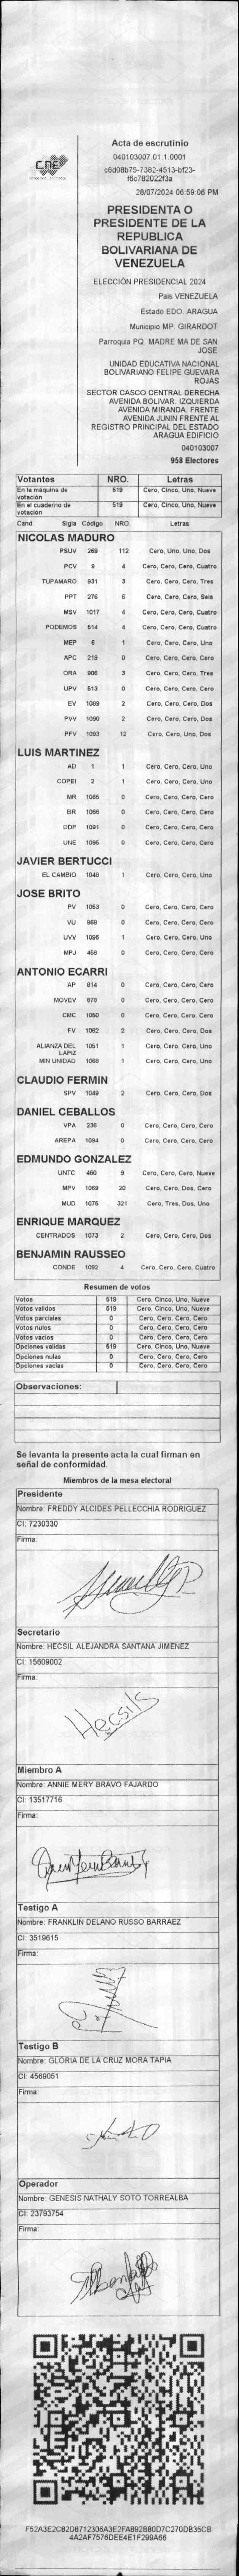 CNE
Acta de escrutinio
040103007.01.1.0001
c6d08b75-7382-4513-bf23-
f6c782022f3a
28/07/2024 06:59:06 PM
PRESIDENTA O
PRESIDENTE DE LA
REPUBLICA
BOLIVARIANA DE
VENEZUELA
ELECCIÓN PRESIDENCIAL 2024
País VENEZUELA
Estado EDO. ARAGUA
Municipio MP. GIRARDOT
Parroquia PQ. MADRE MA DE SAN
JOSE
UNIDAD EDUCATIVA NACIONAL
BOLIVARIANO FELIPE GUEVARA
ROJAS
SECTOR CASCO CENTRAL DERECHA
AVENIDA BOLIVAR. IZQUIERDA
AVENIDA MIRANDA. FRENTE
AVENIDA JUNIN FRENTE AL
REGISTRO PRINCIPAL DEL ESTADO
ARAGUA EDIFICIO
040103007
958 Electores
Votantes NRO. Letras
En la máquina de votación 519 Cero, Cinco, Uno, Nueve
En el cuaderno de votación 519 Cero, Cinco, Uno, Nueve
Cand. Sigla Código NRO. Letras
NICOLAS MADURO
PSUV 269 112 Cero, Uno, Uno, Dos
PCV 9 4 Cero, Cero, Cero, Cuatro
TUPAMARO 931 3 Cero, Cero, Cero, Tres
PPT 276 6 Cero, Cero, Cero, Seis
MSV 1017 4 Cero, Cero, Cero, Cuatro
PODEMOS 514 4 Cero, Cero, Cero, Cuatro
MEP 6 1 Cero, Cero, Cero, Uno
APC 219 0 Cero, Cero, Cero, Cero
ORA 906 3 Cero, Cero, Cero, Tres
UPV 513 0 Cero, Cero, Cero, Cero
EV 1089 2 Cero, Cero, Cero, Dos
PVV 1090 2 Cero, Cero, Cero, Dos
PFV 1093 12 Cero, Cero, Uno, Dos
LUIS MARTINEZ
AD 1 1 Cero, Cero, Cero, Uno
COPEI 2 1 Cero, Cero, Cero, Uno
MR 1065 0 Cero, Cero, Cero, Cero
BR 1066 0 Cero, Cero, Cero, Cero
DDP 1091 0 Cero, Cero, Cero, Cero
UNE 1095 0 Cero, Cero, Cero, Cero
JAVIER BERTUCCI
EL CAMBIO 1048 1 Cero, Cero, Cero, Uno
JOSE BRITO
PV 1053 0 Cero, Cero, Cero, Cero
VU 968 0 Cero, Cero, Cero, Cero
UVV 1096 1 Cero, Cero, Cero, Uno
MPJ 458 0 Cero, Cero, Cero, Cero
ANTONIO ECARRI
AP 814 0 Cero, Cero, Cero, Cero
MOVEV 870 0 Cero, Cero, Cero, Cero
CMC 1050 0 Cero, Cero, Cero, Cero
FV 1062 2 Cero, Cero, Cero, Dos
ALIANZA DEL LAPIZ 1051 1 Cero, Cero, Cero, Uno
MIN UNIDAD 1068 1 Cero, Cero, Cero, Uno
CLAUDIO FERMIN
SPV 1049 2 Cero, Cero, Cero, Dos
DANIEL CEBALLOS
VPA 236 0 Cero, Cero, Cero, Cero
AREPA 1094 0 Cero, Cero, Cero, Cero
EDMUNDO GONZALEZ
UNTC 460 9 Cero, Cero, Cero, Nueve
MPV 1069 20 Cero, Cero, Dos, Cero
MUD 1076 321 Cero, Tres, Dos, Uno
ENRIQUE MARQUEZ
CENTRADOS 1073 2 Cero, Cero, Cero, Dos
BENJAMIN RAUSSEO
CONDE 1092 4 Cero, Cero, Cero, Cuatro
Resumen de votos
Votos 519 Cero, Cinco, Uno, Nueve
Votos validos 519 Cero, Cinco, Uno, Nueve
Votos parciales 0 Cero, Cero, Cero, Cero
Votos nulos 0 Cero, Cero, Cero, Cero
Votos vacios 0 Cero, Cero, Cero, Cero
Opciones validas 519 Cero, Cinco, Uno, Nueve
Opciones nulas 0 Cero, Cero, Cero, Cero
Opciones vacias 0 Cero, Cero, Cero, Cero
Observaciones:
Se levanta la presente acta la cual firman en
señal de conformidad.
Miembros de la mesa electoral
Presidente
Nombre: FREDDY ALCIDES PELLECCHIA RODRIGUEZ
CI: 7230330
Firma:
Secretario
Nombre: HECSIL ALEJANDRA SANTANA JIMENEZ
CI: 15609002
Firma:
Hecsil S
Miembro A
Nombre: ANNIE MERY BRAVO FAJARDO
CI: 13517716
Firma:
Testigo A
Nombre: FRANKLIN DELANO RUSSO BARRAEZ
CI: 3519615
Firma:
Testigo B
Nombre: GLORIA DE LA CRUZ MORA TAPIA
CI: 4569051
Firma:
Operador
Nombre: GENESIS NATHALY SOTO TORREALBA
CI: 23793754
Firma:
F52A3E2C82D8712306A3E2FAB92B80D7C270DB35CB
4A2AF7576DEE4E1F299A66